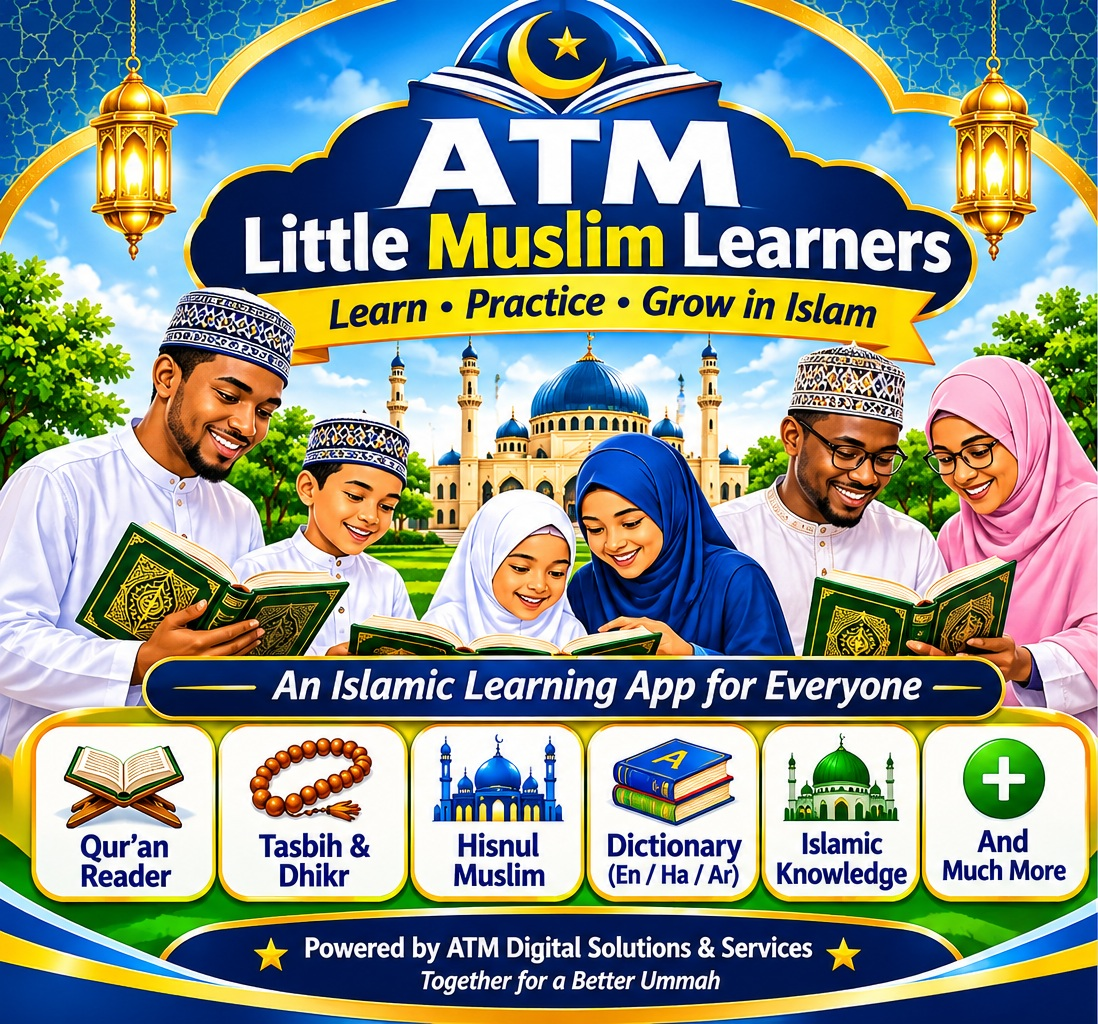 ATM
Little Muslim Learners
Learn • Practice • Grow in Islam
An Islamic Learning App for Everyone
Qur'an
Reader
Tasbih &
Dhikr
Hisnul
Muslim
A
Dictionary
(En / Ha / Ar)
Islamic
Knowledge
And
Much More
Powered by ATM Digital Solutions & Services
Together for a Better Ummah